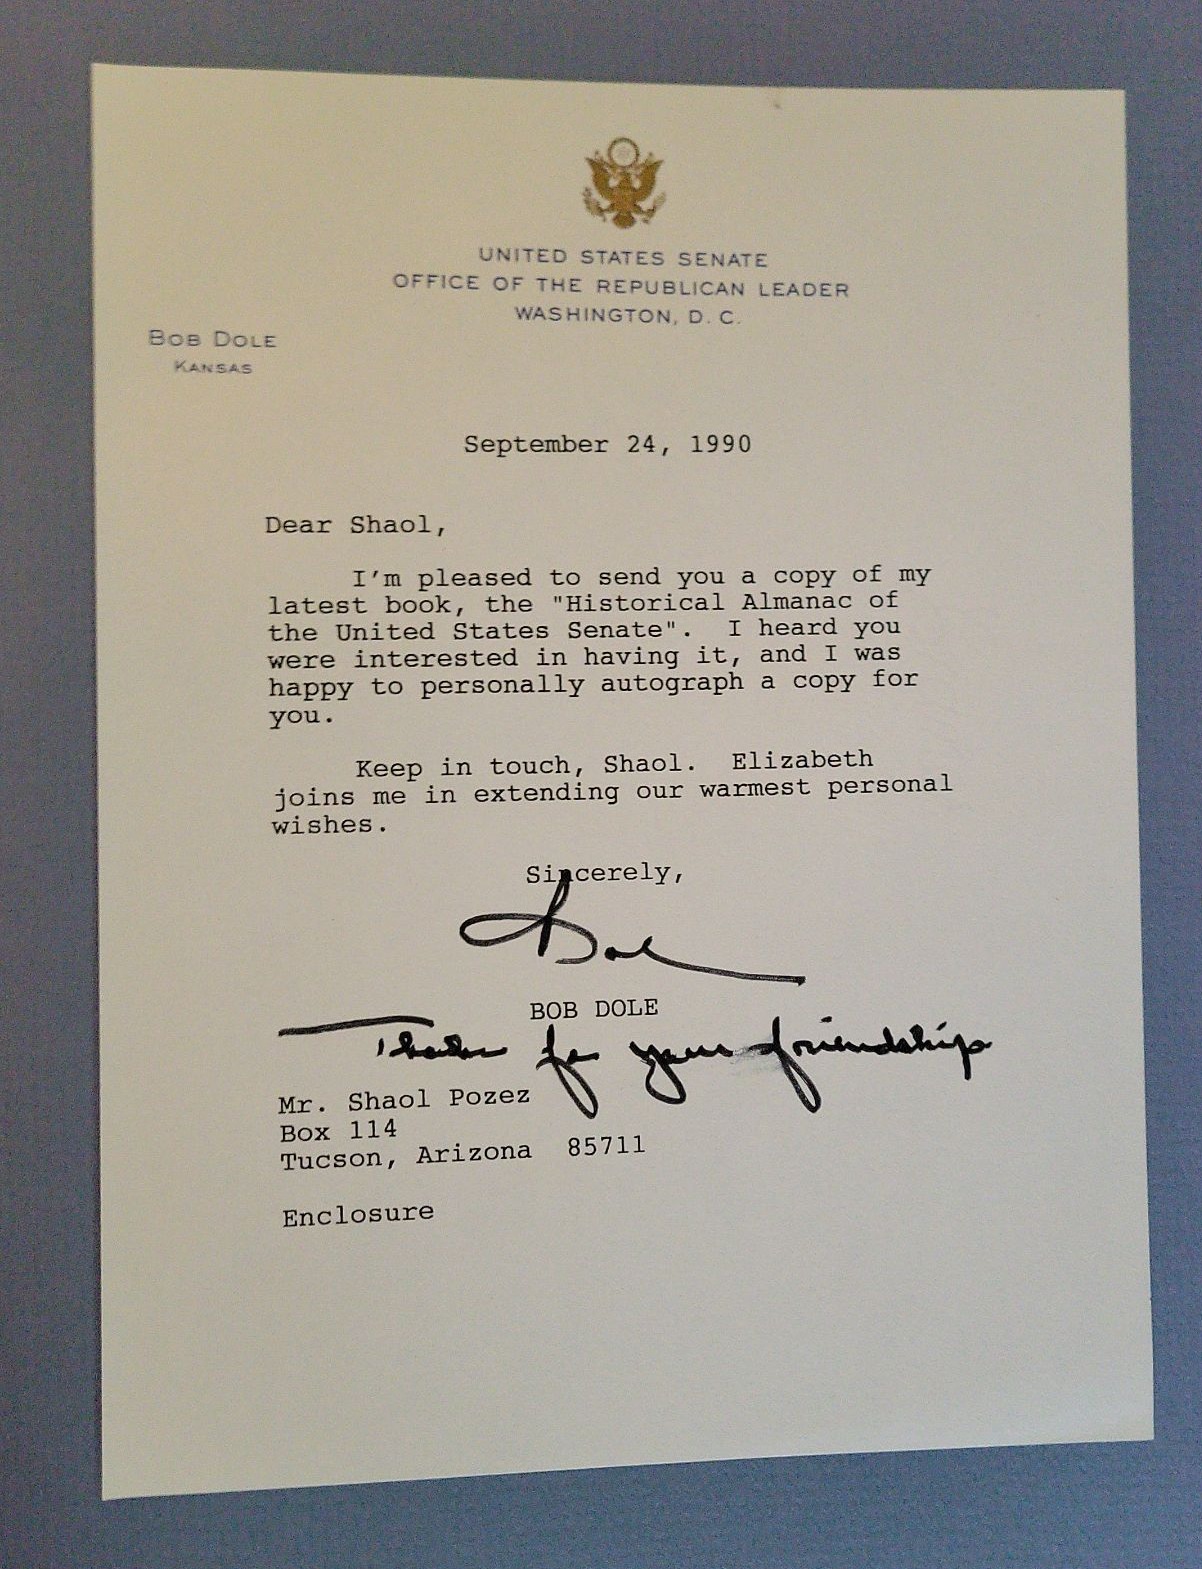 UNITED STATES SENATE
OFFICE OF THE REPUBLICAN LEADER
WASHINGTON, D. C.
BOB DOLE
KANSAS
September 24, 1990
Dear Shaol,
I'm pleased to send you a copy of my
latest book, the "Historical Almanac of
the United States Senate". I heard you
were interested in having it, and I was
happy to personally autograph a copy for
you.
Keep in touch, Shaol. Elizabeth
joins me in extending our warmest personal
wishes.
Sincerely,
Dole
BOB DOLE
Thanks for your friendship
Mr. Shaol Pozez
Box 114
Tucson, Arizona 85711
Enclosure